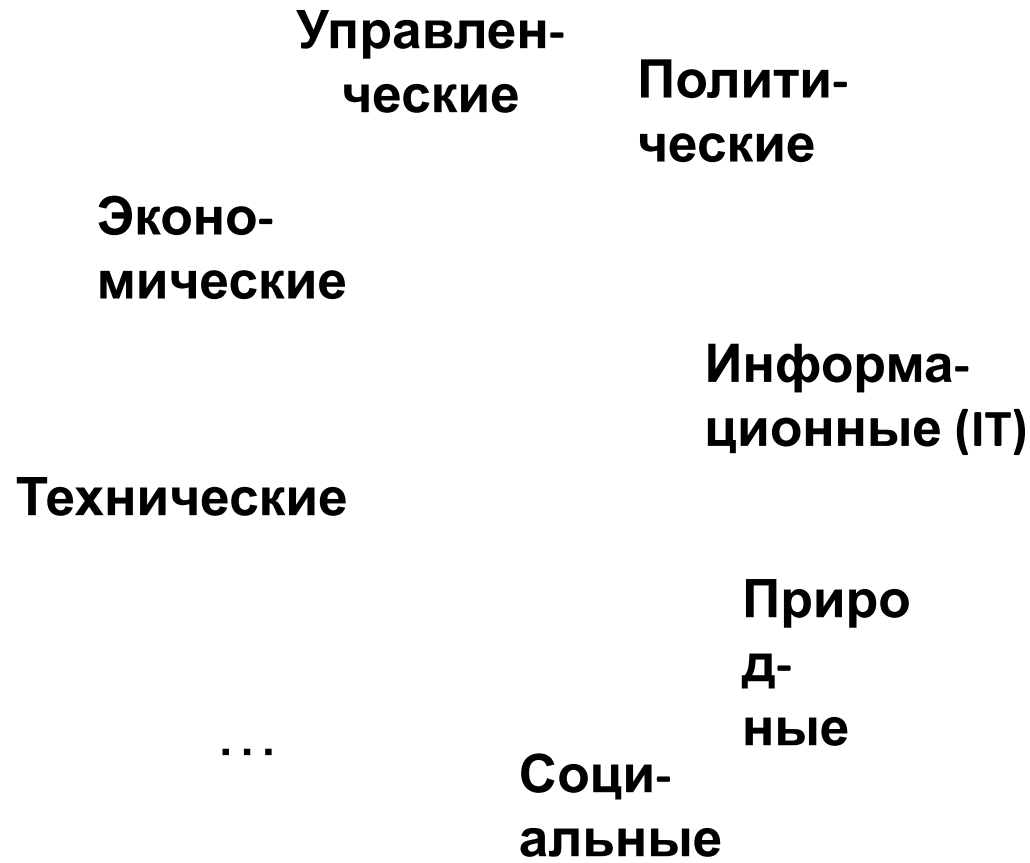 Управлен-
ческие
Полити-
ческие
Эконо-
мические
Информа-
ционные (IT)
Технические
Приро
д-
ные
...
Соци-
альные